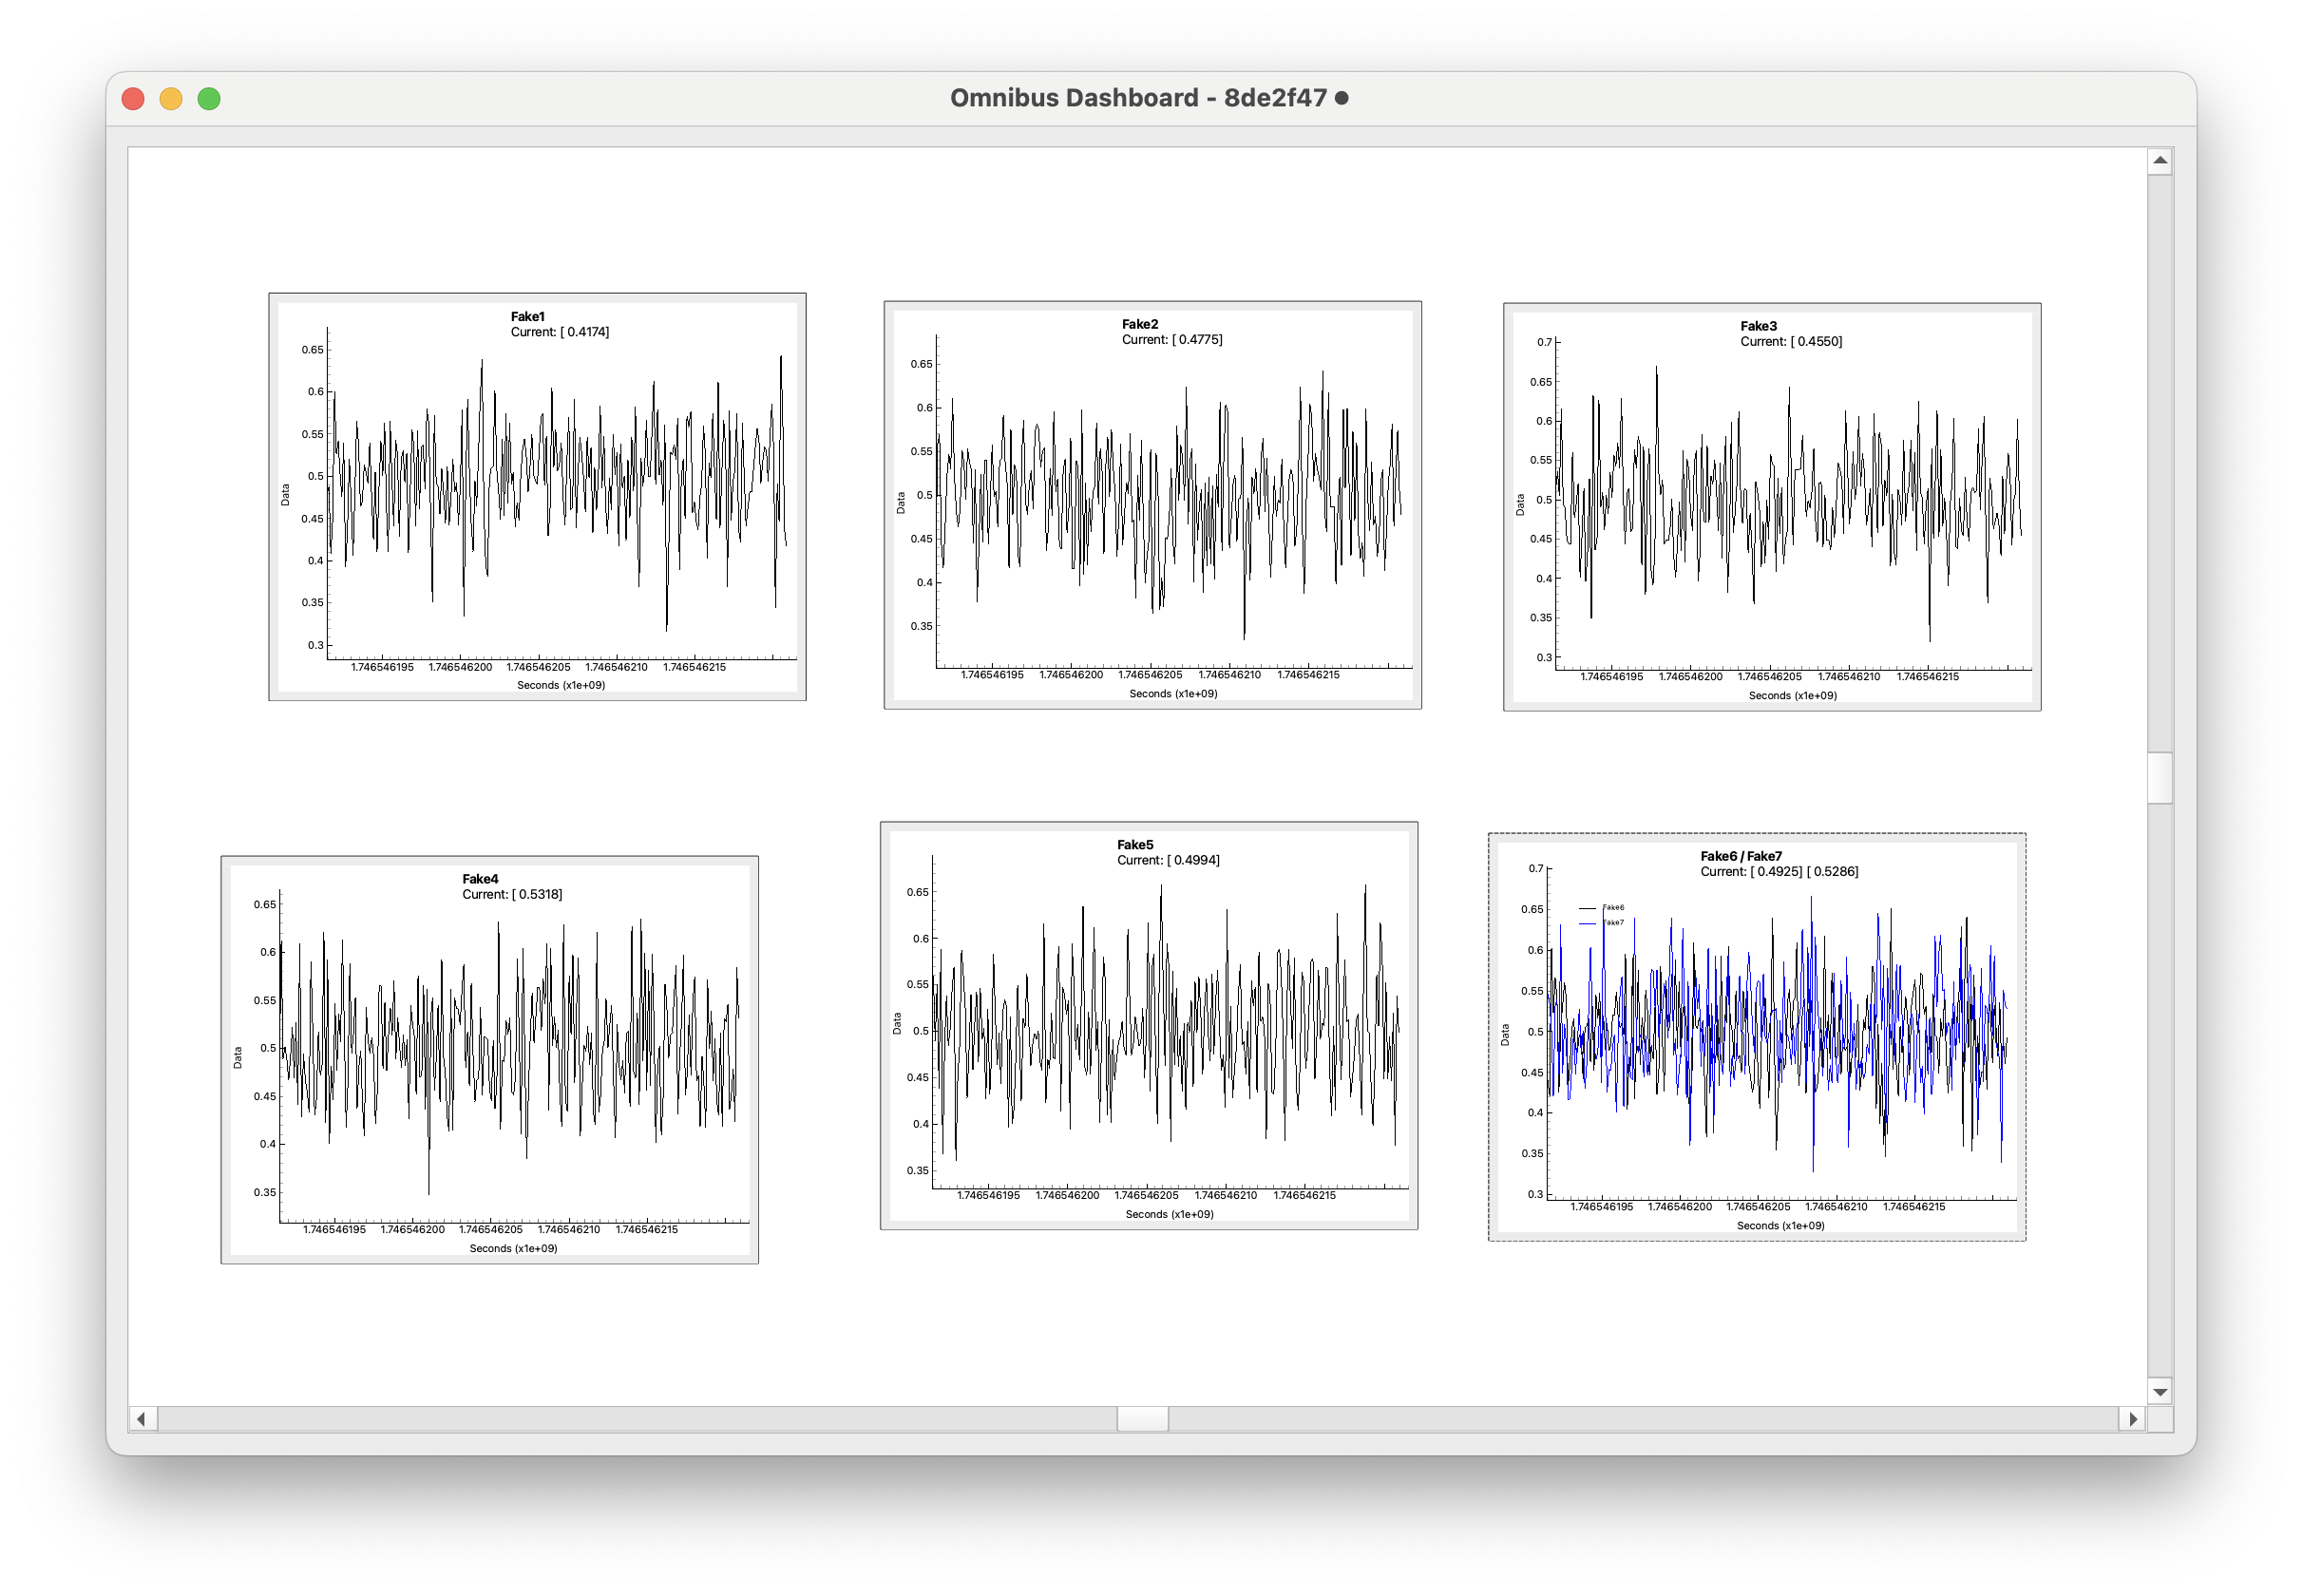 Omnibus Dashboard - 8de2f47 ●
Fake1
Current: [ 0.4174]
0.65
0.6
0.55
0.5
0.45
0.4
0.35
0.3
Data
1.746546195 1.746546200 1.746546205 1.746546210 1.746546215
Seconds (x1e+09)
Fake2
Current: [ 0.4775]
0.65
0.6
0.55
0.5
0.45
0.4
0.35
Data
1.746546195 1.746546200 1.746546205 1.746546210 1.746546215
Seconds (x1e+09)
Fake3
Current: [ 0.4550]
0.7
0.65
0.6
0.55
0.5
0.45
0.4
0.35
0.3
Data
1.746546195 1.746546200 1.746546205 1.746546210 1.746546215
Seconds (x1e+09)
Fake4
Current: [ 0.5318]
0.65
0.6
0.55
0.5
0.45
0.4
0.35
Data
1.746546195 1.746546200 1.746546205 1.746546210 1.746546215
Seconds (x1e+09)
Fake5
Current: [ 0.4994]
0.65
0.6
0.55
0.5
0.45
0.4
0.35
Data
1.746546195 1.746546200 1.746546205 1.746546210 1.746546215
Seconds (x1e+09)
Fake6 / Fake7
Current: [ 0.4925] [ 0.5286]
Fake6
Fake7
0.7
0.65
0.6
0.55
0.5
0.45
0.4
0.35
0.3
Data
1.746546195 1.746546200 1.746546205 1.746546210 1.746546215
Seconds (x1e+09)